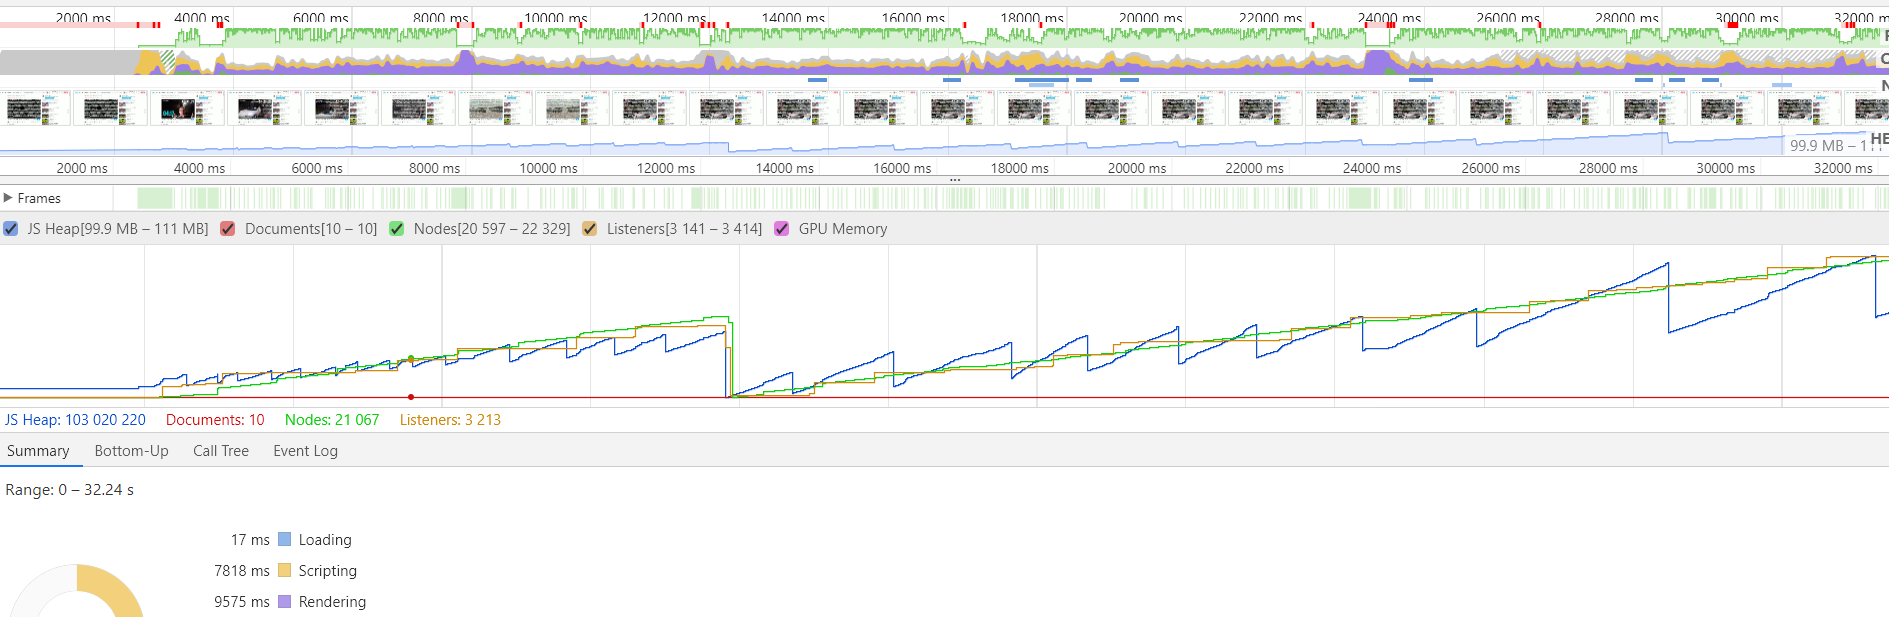 2000 ms 4000 ms 6000 ms 8000 ms 10000 ms 12000 ms 14000 ms 16000 ms 18000 ms 20000 ms 22000 ms 24000 ms 26000 ms 28000 ms 30000 ms 32000 m
99.9 MB – 1
HE
2000 ms 4000 ms 6000 ms 8000 ms 10000 ms 12000 ms 14000 ms 16000 ms 18000 ms 20000 ms 22000 ms 24000 ms 26000 ms 28000 ms 30000 ms 32000 ms
...
Frames
JS Heap[99.9 MB – 111 MB] Documents[10 – 10] Nodes[20 597 – 22 329] Listeners[3 141 – 3 414] GPU Memory
JS Heap: 103 020 220 Documents: 10 Nodes: 21 067 Listeners: 3 213
Summary Bottom-Up Call Tree Event Log
Range: 0 – 32.24 s
17 ms Loading
7818 ms Scripting
9575 ms Rendering